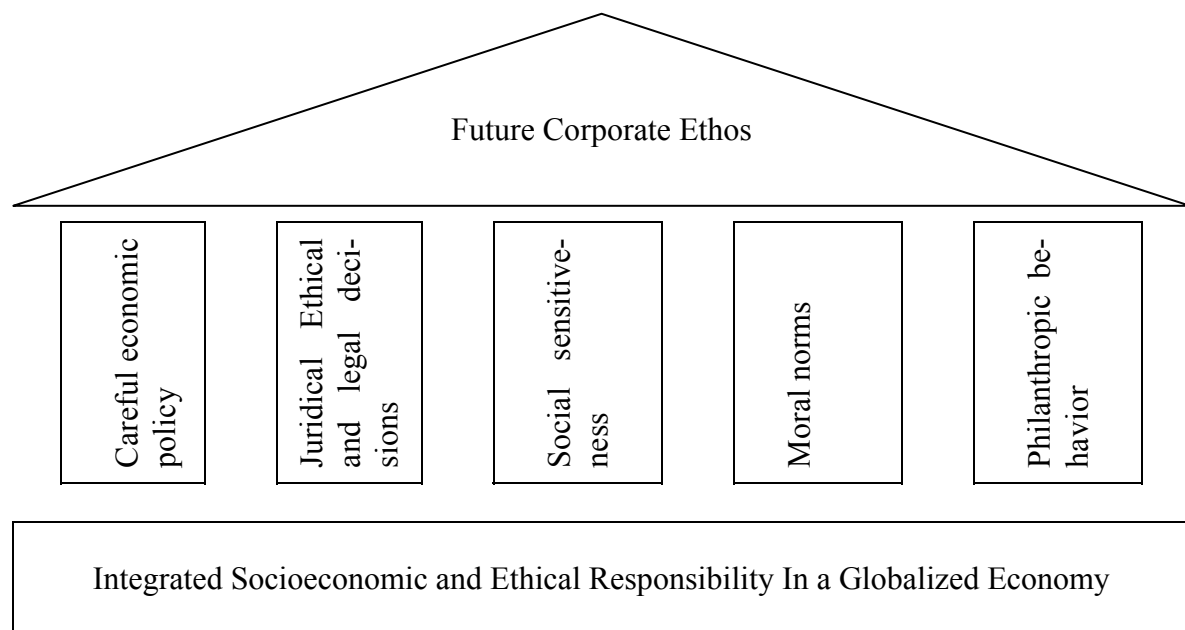 Future Corporate Ethos
Careful economic
policy
Juridical Ethical
and legal deci-
sions
Social sensitive-
ness
Moral norms
Philanthropic be-
havior
Integrated Socioeconomic and Ethical Responsibility In a Globalized Economy